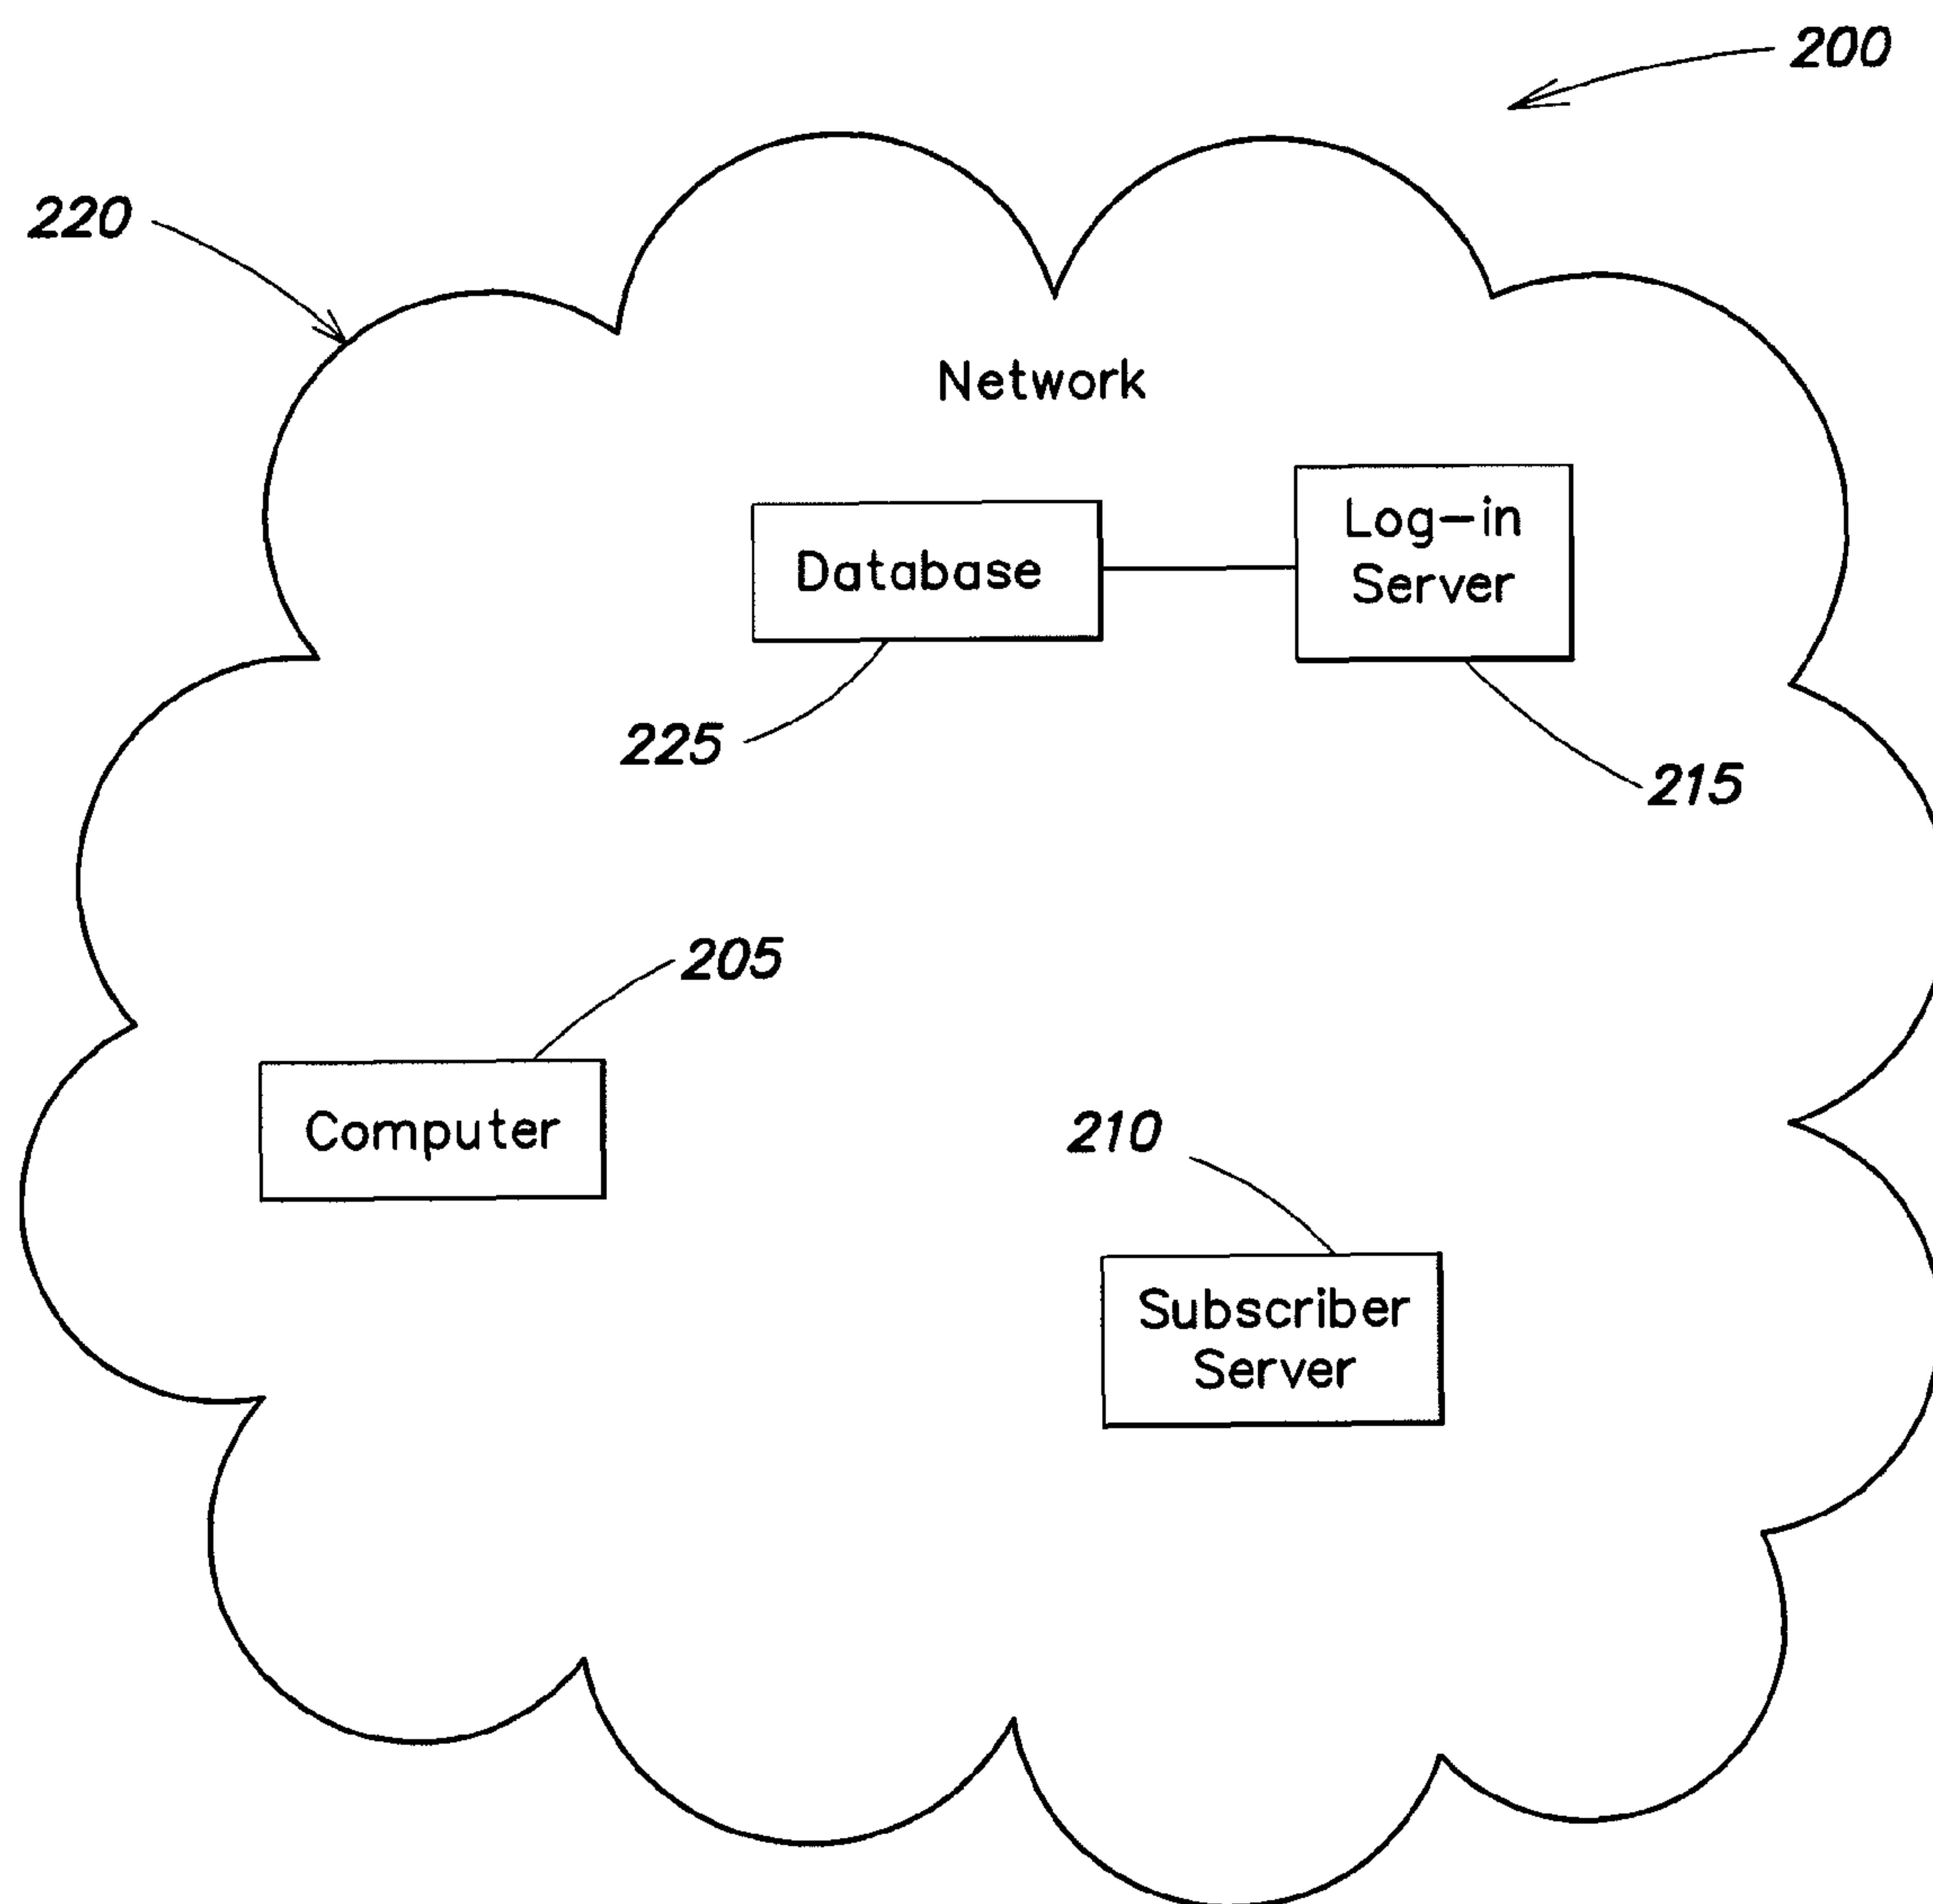 200
220
Network
Database
Log-in
Server
225
215
205
Computer
210
Subscriber
Server